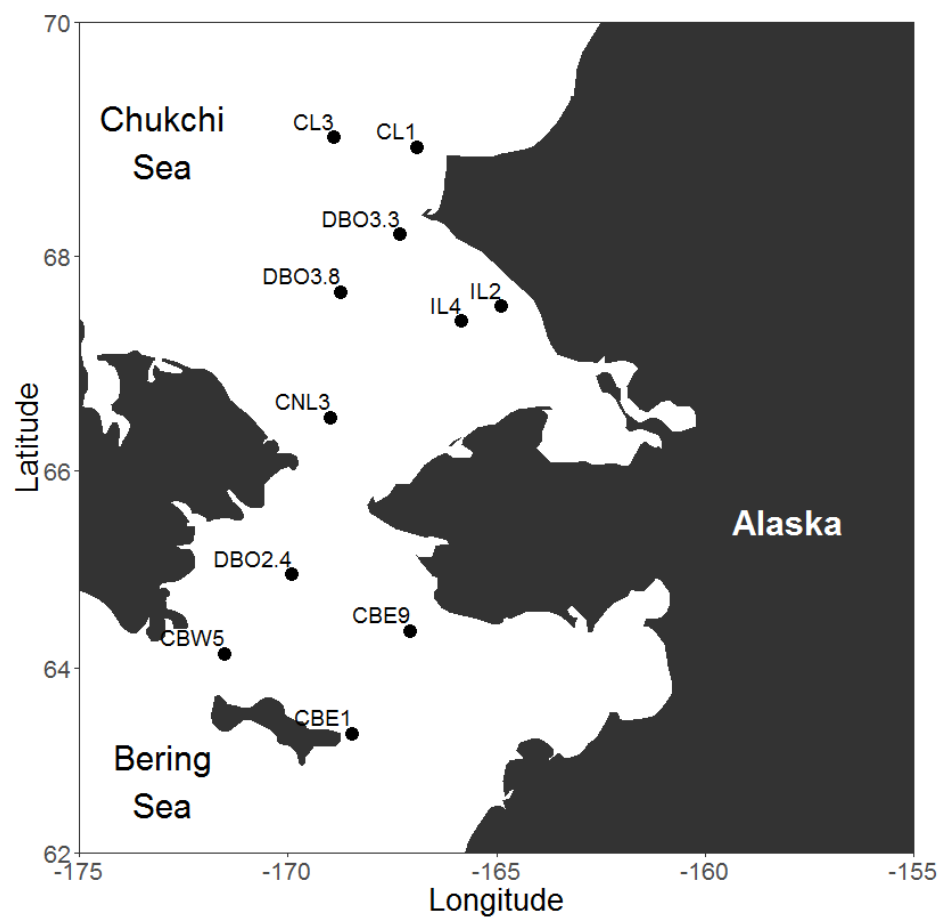 70
Chukchi
Sea
CL3
CL1
DBO3.3
68
DBO3.8
IL2
IL4
CNL3
Latitude
66
Alaska
DBO2.4
CBE9
CBW5
64
CBE1
Bering
Sea
62
-175
-170
-165
-160
-155
Longitude